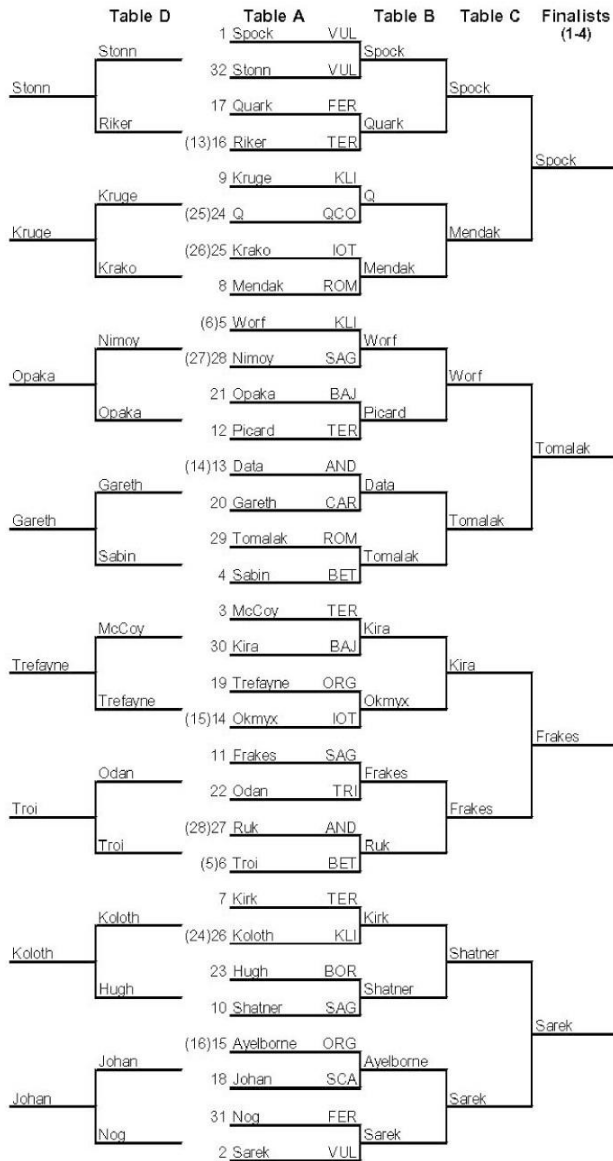 Table D Table A Table B Table C Finalists
(1-4)
1 Spock VUL
Stonn Spock
32 Stonn VUL
Stonn Spock
17 Quark FER
Riker Quark
(13)16 Riker TER
Spock
9 Kruge KLI
Kruge Q
(25)24 Q QCO
Kruge Mendak
(26)25 Krako IOT
Krako Mendak
8 Mendak ROM
(6)5 Worf KLI
Nimoy Worf
(27)28 Nimoy SAG
Opaka Worf
21 Opaka BAJ
Opaka Picard
12 Picard TER
Tomalak
(14)13 Data AND
Gareth Data
20 Gareth CAR
Gareth Tomalak
29 Tomalak ROM
Sabin Tomalak
4 Sabin BET
3 McCoy TER
McCoy Kira
30 Kira BAJ
Trefayne Kira
19 Trefayne ORG
Trefayne Okmyx
(15)14 Okmyx IOT
Frakes
11 Frakes SAG
Odan Frakes
22 Odan TRI
Troi Frakes
(28)27 Ruk AND
Troi Ruk
(5)6 Troi BET
7 Kirk TER
Koloth Kirk
(24)26 Koloth KLI
Koloth Shatner
23 Hugh BOR
Hugh Shatner
10 Shatner SAG
Sarek
(16)15 Ayelborne ORG
Johan Ayelborne
18 Johan SCA
Johan Sarek
31 Nog FER
Nog Sarek
2 Sarek VUL